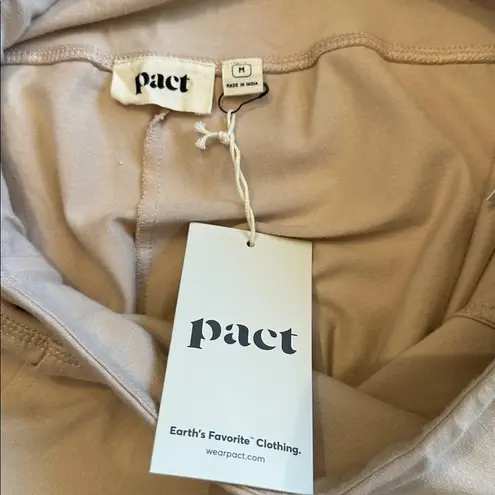 pact
M
MADE IN INDIA
pact
Earth's Favorite™ Clothing.
wearpact.com